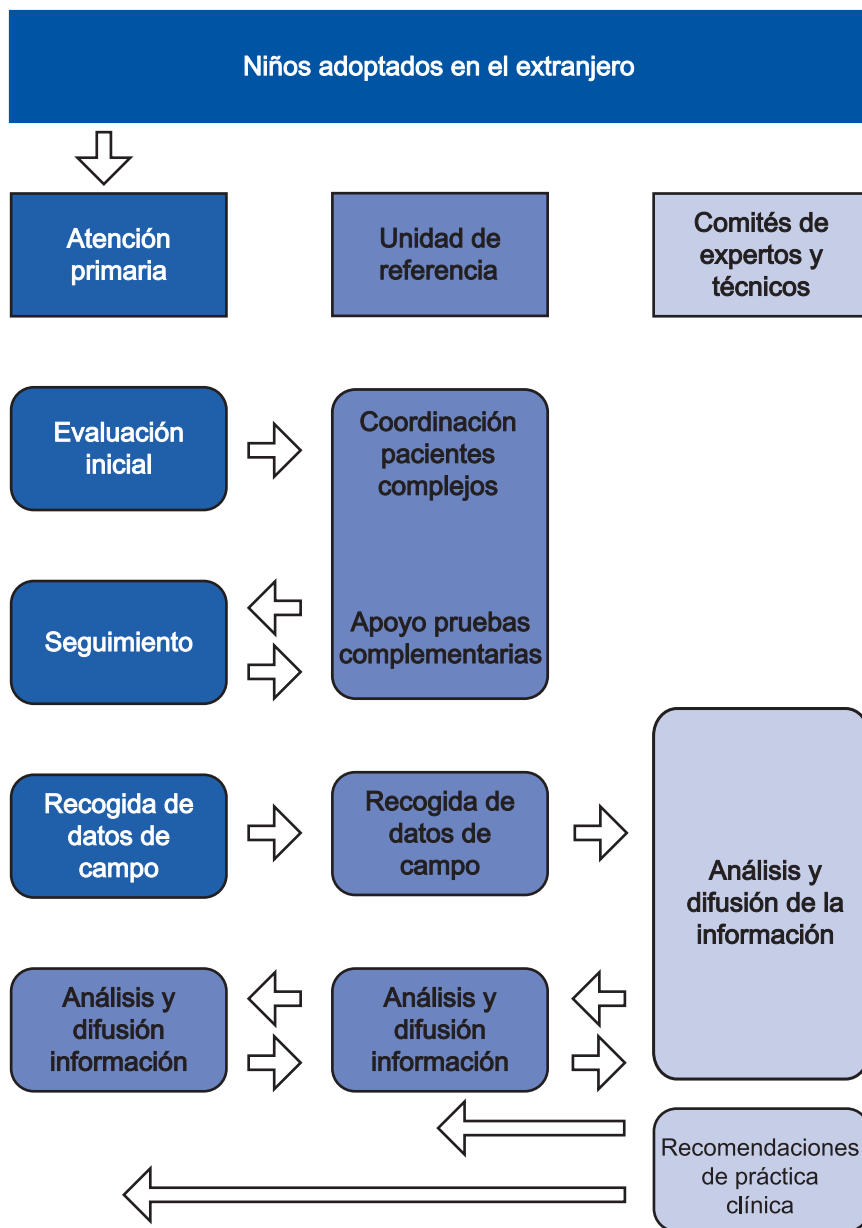 Niños adoptados en el extranjero
Atención
primaria
Unidad de
referencia
Comités de
expertos y
técnicos
Evaluación
inicial
Coordinación
pacientes
complejos
Seguimiento
Apoyo pruebas
complementarias
Recogida de
datos de
campo
Recogida de
datos de
campo
Análisis y
difusión de la
información
Análisis y
difusión
información
Análisis y
difusión
información
Recomendaciones
de práctica
clínica